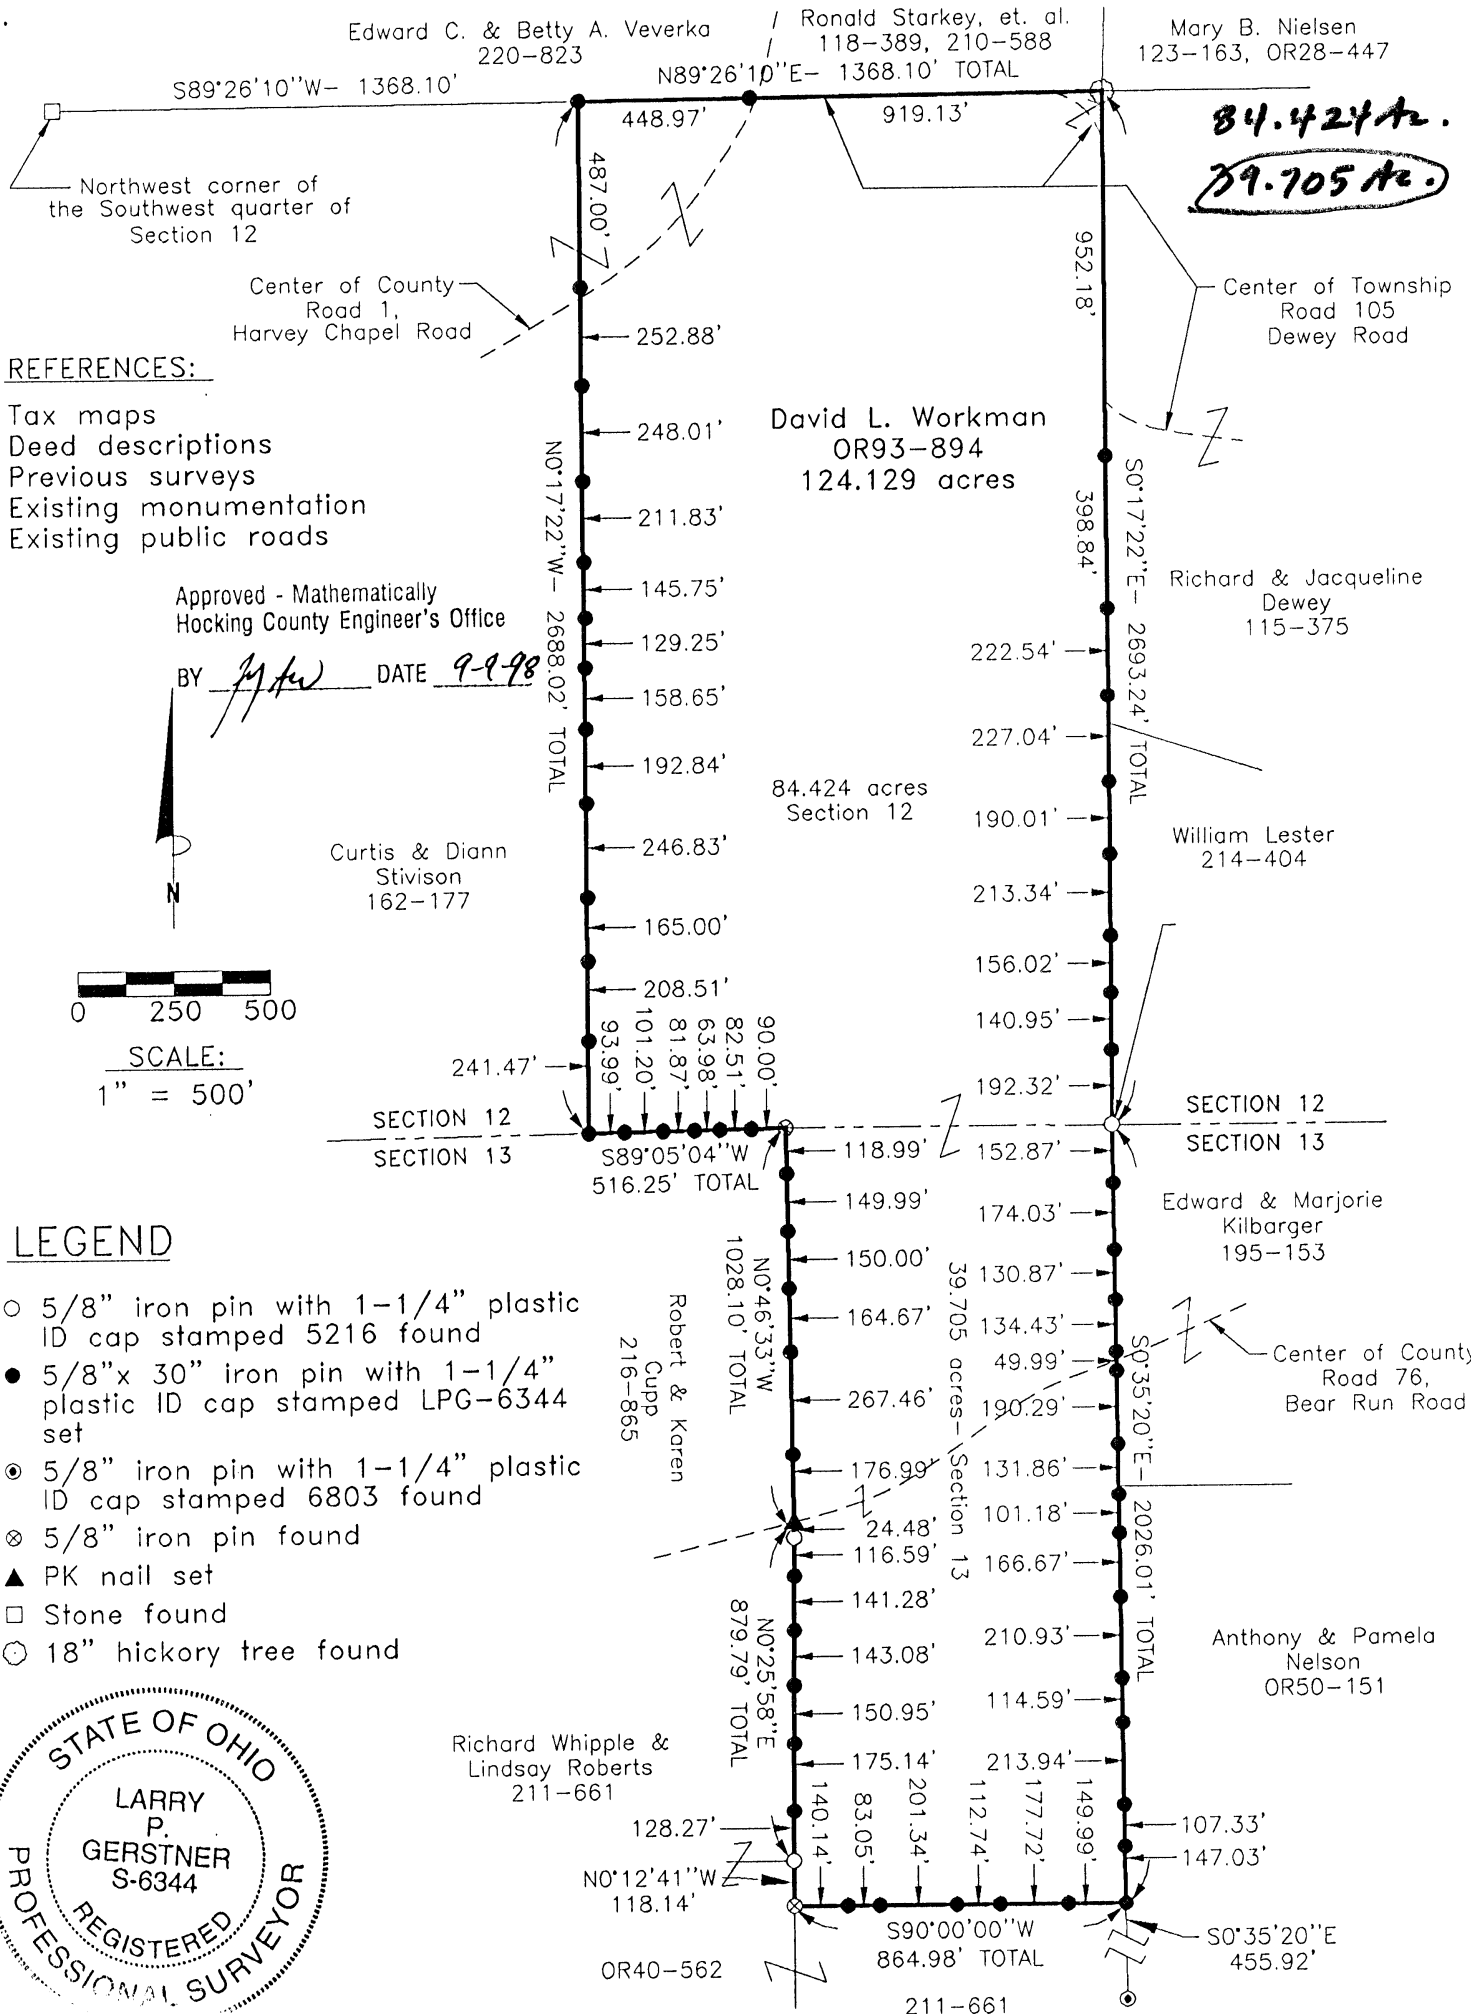 Edward C. & Betty A. Veverka
220-823
Ronald Starkey, et. al.
118-389, 210-588
Mary B. Nielsen
123-163, OR28-447
S89°26'10"W- 1368.10'
N89°26'10"E- 1368.10' TOTAL
448.97'
919.13'
84.424 Ac.
39.705 Ac.
Northwest corner of
the Southwest quarter of
Section 12
487.00'
952.18'
Center of County
Road 1,
Harvey Chapel Road
Center of Township
Road 105
Dewey Road
REFERENCES:
Tax maps
Deed descriptions
Previous surveys
Existing monumentation
Existing public roads
252.88'
248.01'
211.83'
145.75'
129.25'
158.65'
192.84'
246.83'
165.00'
208.51'
241.47'
N0°17'22"W- 2688.02' TOTAL
David L. Workman
OR93-894
124.129 acres
398.84'
S0°17'22"E- 2693.24' TOTAL
Richard & Jacqueline
Dewey
115-375
Approved - Mathematically
Hocking County Engineer's Office
BY DATE 9-9-98
N
222.54'
227.04'
190.01'
213.34'
156.02'
140.95'
192.32'
84.424 acres
Section 12
William Lester
214-404
Curtis & Diann
Stivison
162-177
0 250 500
SCALE:
1" = 500'
93.99'
101.20'
81.87'
63.98'
82.51'
90.00'
SECTION 12
SECTION 13
SECTION 12
SECTION 13
S89°05'04"W
516.25' TOTAL
118.99'
149.99'
150.00'
164.67'
267.46'
176.99'
24.48'
116.59'
141.28'
143.08'
150.95'
175.14'
128.27'
152.87'
174.03'
130.87'
134.43'
49.99'
190.29'
131.86'
101.18'
166.67'
210.93'
114.59'
213.94'
107.33'
147.03'
Edward & Marjorie
Kilbarger
195-153
N0°46'33"W
1028.10' TOTAL
Robert & Karen
Cupp
216-865
39.705 acres- Section 13
S0°35'20"E- 2026.01' TOTAL
Center of County
Road 76,
Bear Run Road
LEGEND
5/8" iron pin with 1-1/4" plastic
ID cap stamped 5216 found
5/8"x 30" iron pin with 1-1/4"
plastic ID cap stamped LPG-6344
set
5/8" iron pin with 1-1/4" plastic
ID cap stamped 6803 found
5/8" iron pin found
PK nail set
Stone found
18" hickory tree found
N0°25'58"E
879.79' TOTAL
Anthony & Pamela
Nelson
OR50-151
Richard Whipple &
Lindsay Roberts
211-661
N0°12'41"W
118.14'
140.14'
83.05'
201.34'
112.74'
177.72'
149.99'
S90°00'00"W
864.98' TOTAL
S0°35'20"E
455.92'
OR40-562
211-661
STATE OF OHIO
LARRY
P.
GERSTNER
S-6344
REGISTERED
PROFESSIONAL SURVEYOR